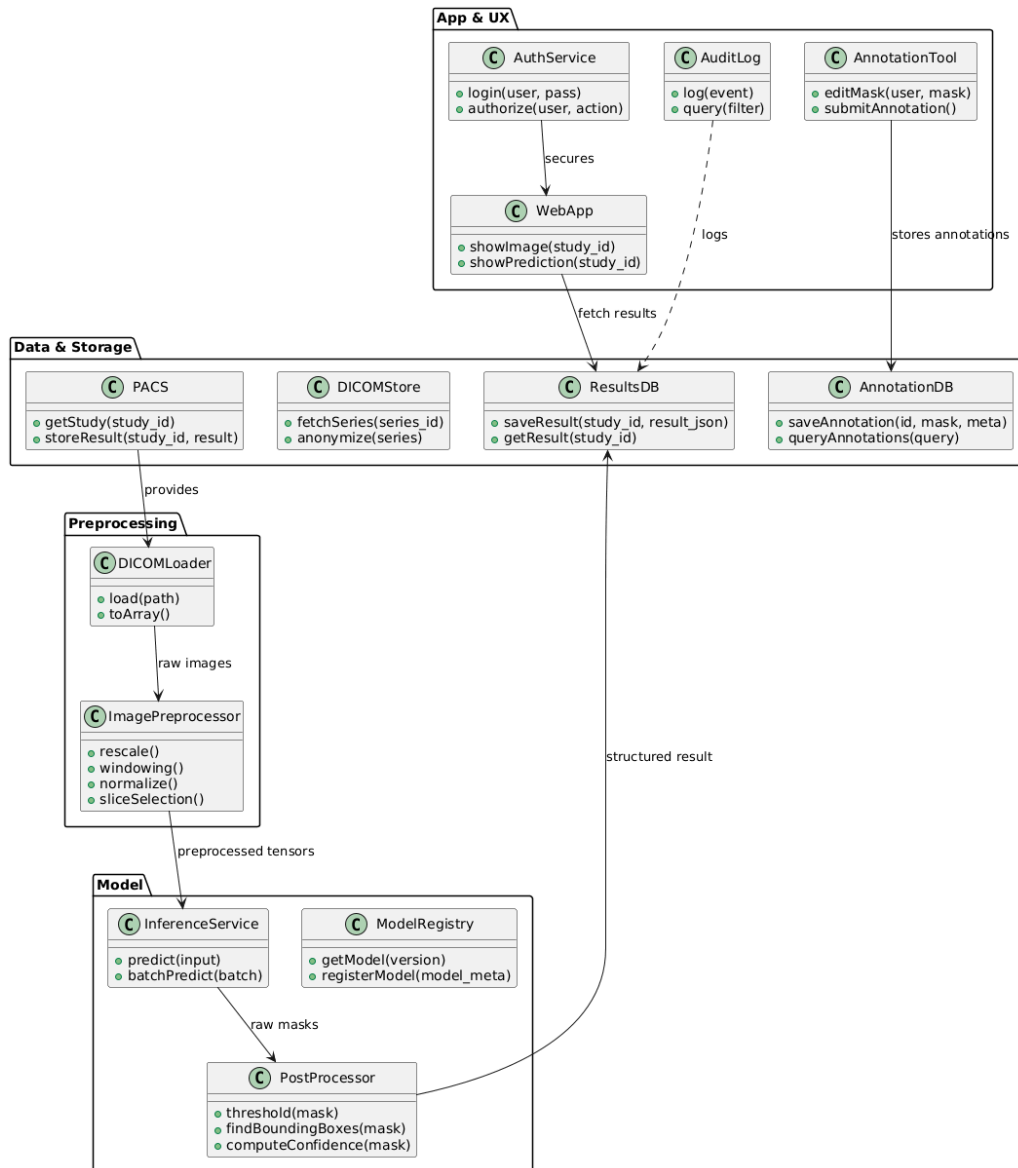 App & UX
C AuthService
login(user, pass)
authorize(user, action)
C AuditLog
log(event)
query(filter)
C AnnotationTool
editMask(user, mask)
submitAnnotation()
secures
C WebApp
showImage(study_id)
showPrediction(study_id)
logs
stores annotations
fetch results
Data & Storage
C PACS
getStudy(study_id)
storeResult(study_id, result)
C DICOMStore
fetchSeries(series_id)
anonymize(series)
C ResultsDB
saveResult(study_id, result_json)
getResult(study_id)
C AnnotationDB
saveAnnotation(id, mask, meta)
queryAnnotations(query)
provides
Preprocessing
C DICOMLoader
load(path)
toArray()
raw images
C ImagePreprocessor
rescale()
windowing()
normalize()
sliceSelection()
structured result
preprocessed tensors
Model
C InferenceService
predict(input)
batchPredict(batch)
C ModelRegistry
getModel(version)
registerModel(model_meta)
raw masks
C PostProcessor
threshold(mask)
findBoundingBoxes(mask)
computeConfidence(mask)